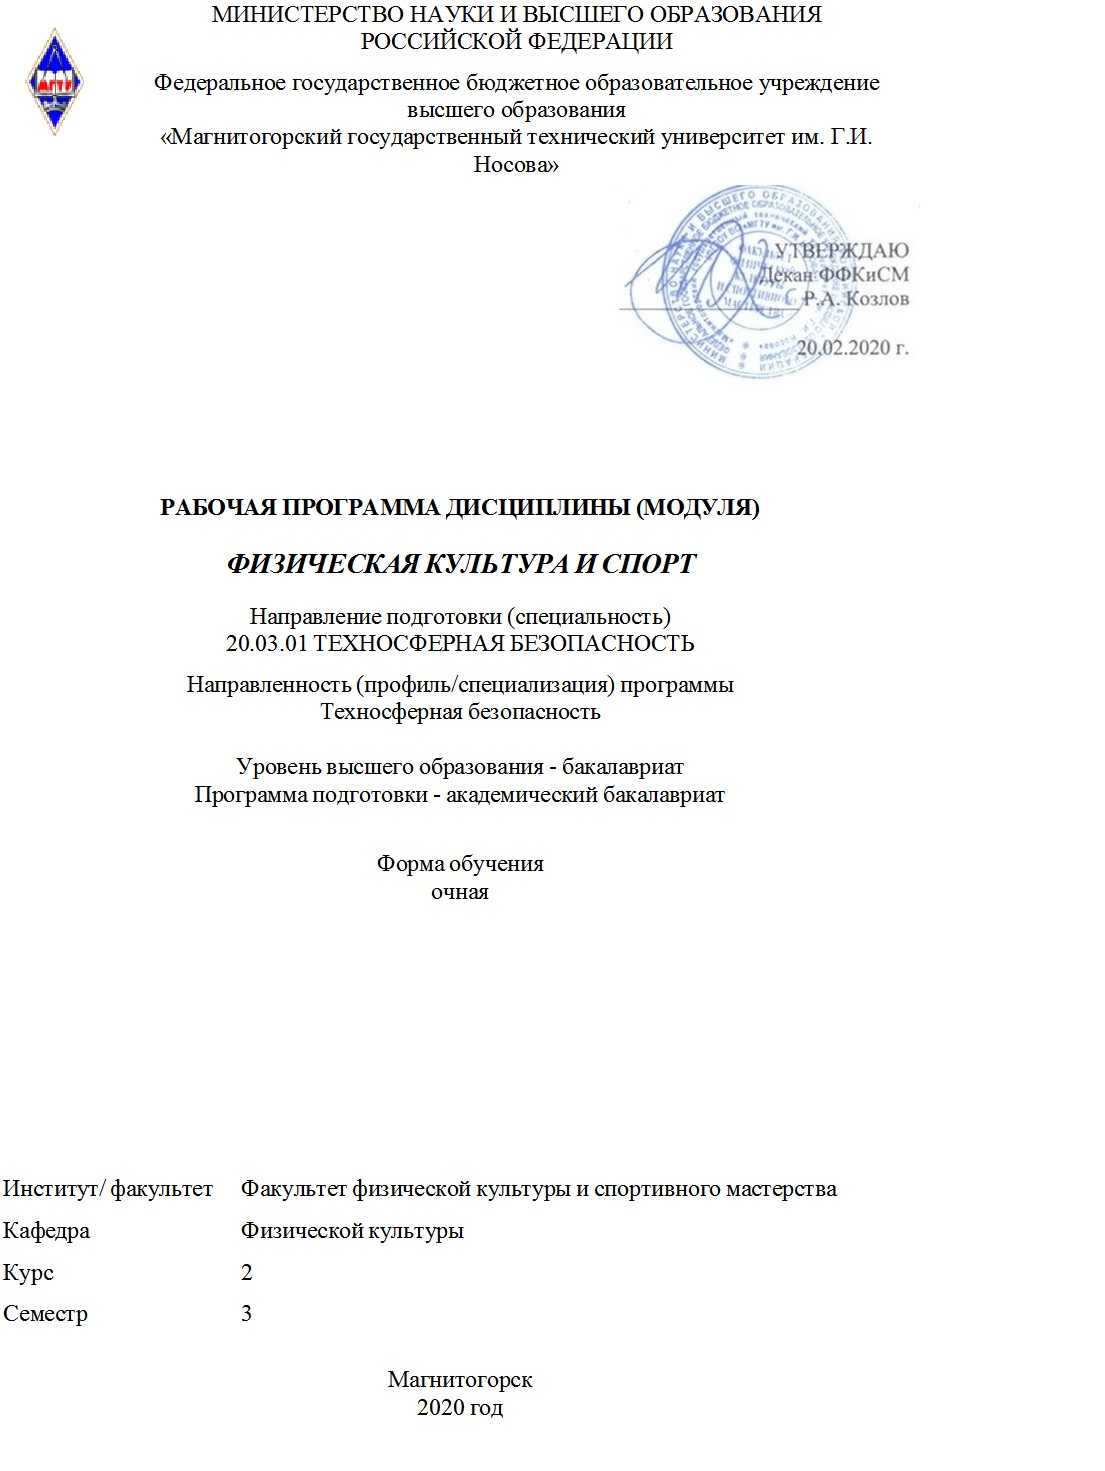 МИНИСТЕРСТВО НАУКИ И ВЫСШЕГО ОБРАЗОВАНИЯ
РОССИЙСКОЙ ФЕДЕРАЦИИ
МГТУ
Федеральное государственное бюджетное образовательное учреждение
высшего образования
«Магнитогорский государственный технический университет им. Г.И.
Носова»
УТВЕРЖДАЮ
Декан ФФКиСМ
Р.А. Козлов
20.02.2020 г.
РАБОЧАЯ ПРОГРАММА ДИСЦИПЛИНЫ (МОДУЛЯ)
ФИЗИЧЕСКАЯ КУЛЬТУРА И СПОРТ
Направление подготовки (специальность)
20.03.01 ТЕХНОСФЕРНАЯ БЕЗОПАСНОСТЬ
Направленность (профиль/специализация) программы
Техносферная безопасность
Уровень высшего образования - бакалавриат
Программа подготовки - академический бакалавриат
Форма обучения
очная
Институт/ факультет Факультет физической культуры и спортивного мастерства
Кафедра Физической культуры
Курс 2
Семестр 3
Магнитогорск
2020 год